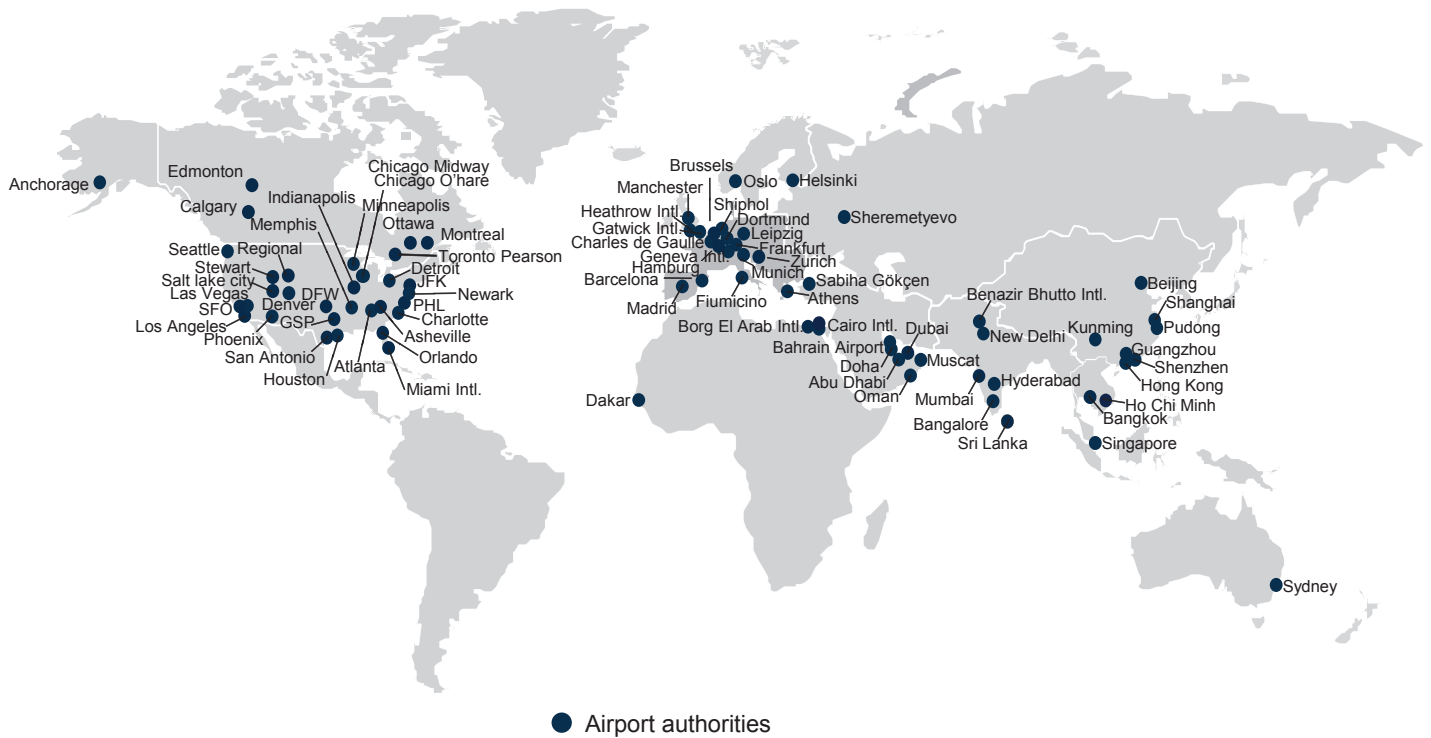 Anchorage
Edmonton
Calgary
Seattle
Regional
Stewart
Salt lake city
Las Vegas
SFO
Los Angeles
Phoenix
Denver
DFW
GSP
San Antonio
Houston
Memphis
Indianapolis
Chicago Midway
Chicago O'hare
Minneapolis
Ottawa
Montreal
Toronto Pearson
Detroit
JFK
Newark
PHL
Charlotte
Asheville
Atlanta
Orlando
Miami Intl.
Brussels
Manchester
Oslo
Helsinki
Heathrow Intl.
Shiphol
Gatwick Intl.
Dortmund
Charles de Gaulle
Leipzig
Frankfurt
Geneva Intl.
Zurich
Hamburg
Munich
Barcelona
Madrid
Fiumicino
Sabiha Gökçen
Athens
Sheremetyevo
Borg El Arab Intl.
Cairo Intl.
Dubai
Bahrain Airport
Doha
Muscat
Abu Dhabi
Oman
Dakar
Benazir Bhutto Intl.
New Delhi
Mumbai
Hyderabad
Bangalore
Sri Lanka
Beijing
Shanghai
Pudong
Kunming
Guangzhou
Shenzhen
Hong Kong
Ho Chi Minh
Bangkok
Singapore
Sydney
Airport authorities